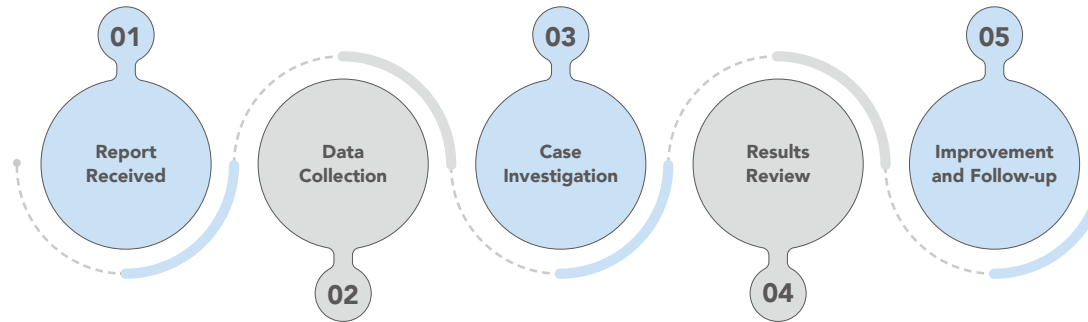 01
Report
Received
Data
Collection
02
03
Case
Investigation
Results
Review
04
05
Improvement
and Follow-up